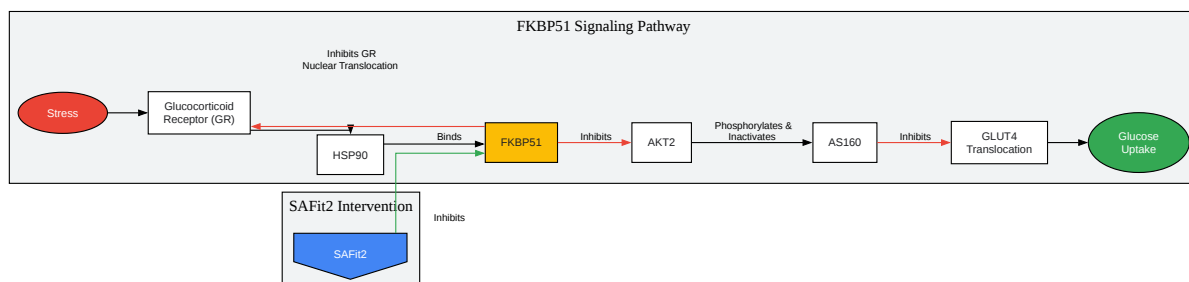 FKBP51 Signaling Pathway
Inhibits GR
Nuclear Translocation
Stress
Glucocorticoid
Receptor (GR)
HSP90
Binds
FKBP51
Inhibits
AKT2
Phosphorylates &
Inactivates
AS160
Inhibits
GLUT4
Translocation
Glucose
Uptake
SAFit2 Intervention
Inhibits
SAFit2